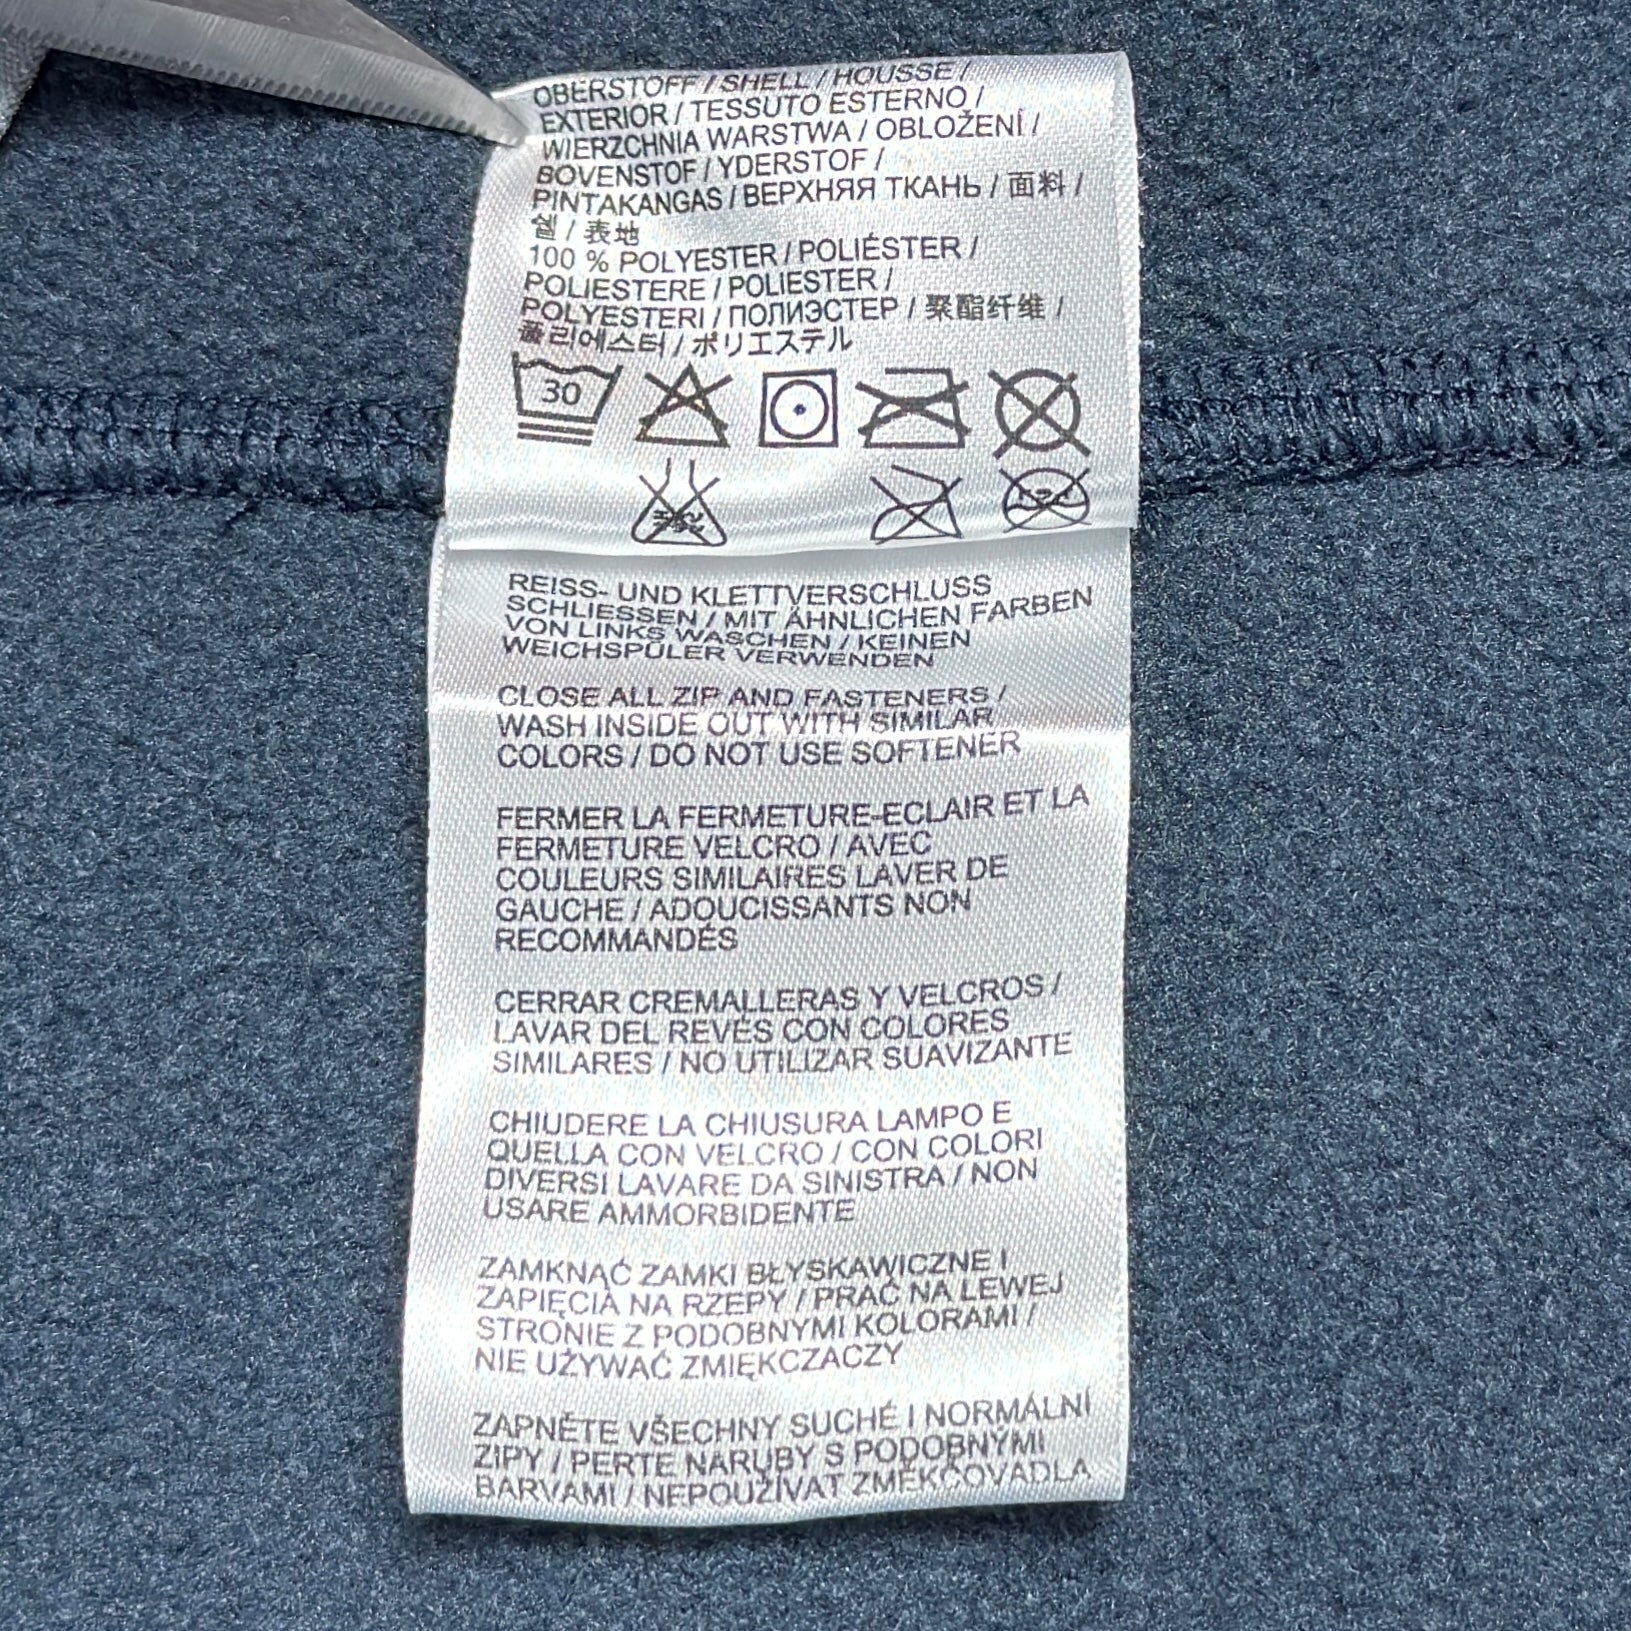 OBERSTOFF / SHELL / HOUSSE /
EXTERIOR / TESSUTO ESTERNO /
WIERZCHNIA WARSTWA / OBLOŽENÍ /
BOVENSTOF / YDERSTOF /
PINTAKANGAS / ВЕРХНЯЯ ТКАНЬ / 面料 /
쉘 / 表地
100 % POLYESTER / POLIÉSTER /
POLIESTERE / POLIESTER /
POLYESTERI / ПОЛИЭСТЕР / 聚酯纤维 /
폴리에스터 / ポリエステル
30
REISS- UND KLETTVERSCHLUSS
SCHLIESSEN / MIT ÄHNLICHEN FARBEN
VON LINKS WASCHEN / KEINEN
WEICHSPÜLER VERWENDEN
CLOSE ALL ZIP AND FASTENERS /
WASH INSIDE OUT WITH SIMILAR
COLORS / DO NOT USE SOFTENER
FERMER LA FERMETURE-ECLAIR ET LA
FERMETURE VELCRO / AVEC
COULEURS SIMILAIRES LAVER DE
GAUCHE / ADOUCISSANTS NON
RECOMMANDÉS
CERRAR CREMALLERAS Y VELCROS /
LAVAR DEL REVÉS CON COLORES
SIMILARES / NO UTILIZAR SUAVIZANTE
CHIUDERE LA CHIUSURA LAMPO E
QUELLA CON VELCRO / CON COLORI
DIVERSI LAVARE DA SINISTRA / NON
USARE AMMORBIDENTE
ZAMKNĄĆ ZAMKI BŁYSKAWICZNE I
ZAPIĘCIA NA RZEPY / PRAĆ NA LEWEJ
STRONIE Z PODOBNYMI KOLORAMI /
NIE UŻYWAĆ ZMIĘKCZACZY
ZAPNĚTE VŠECHNY SUCHÉ I NORMÁLNÍ
ZIPY / PERTE NARUBY S PODOBNÝMI
BARVAMI / NEPOUŽÍVAT ZMĚKČOVADLA